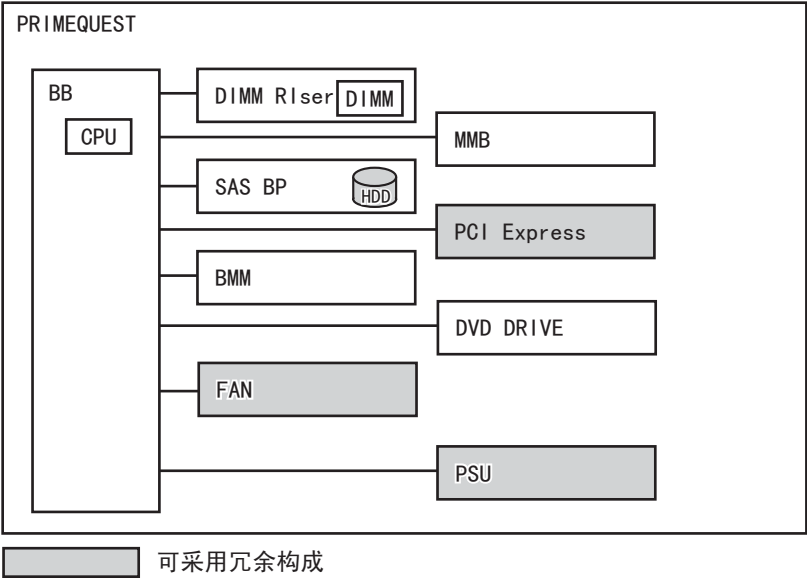 PRIMEQUEST
BB
CPU
DIMM RIser DIMM
MMB
SAS BP HDD
PCI Express
BMM
DVD DRIVE
FAN
PSU
可采用冗余构成